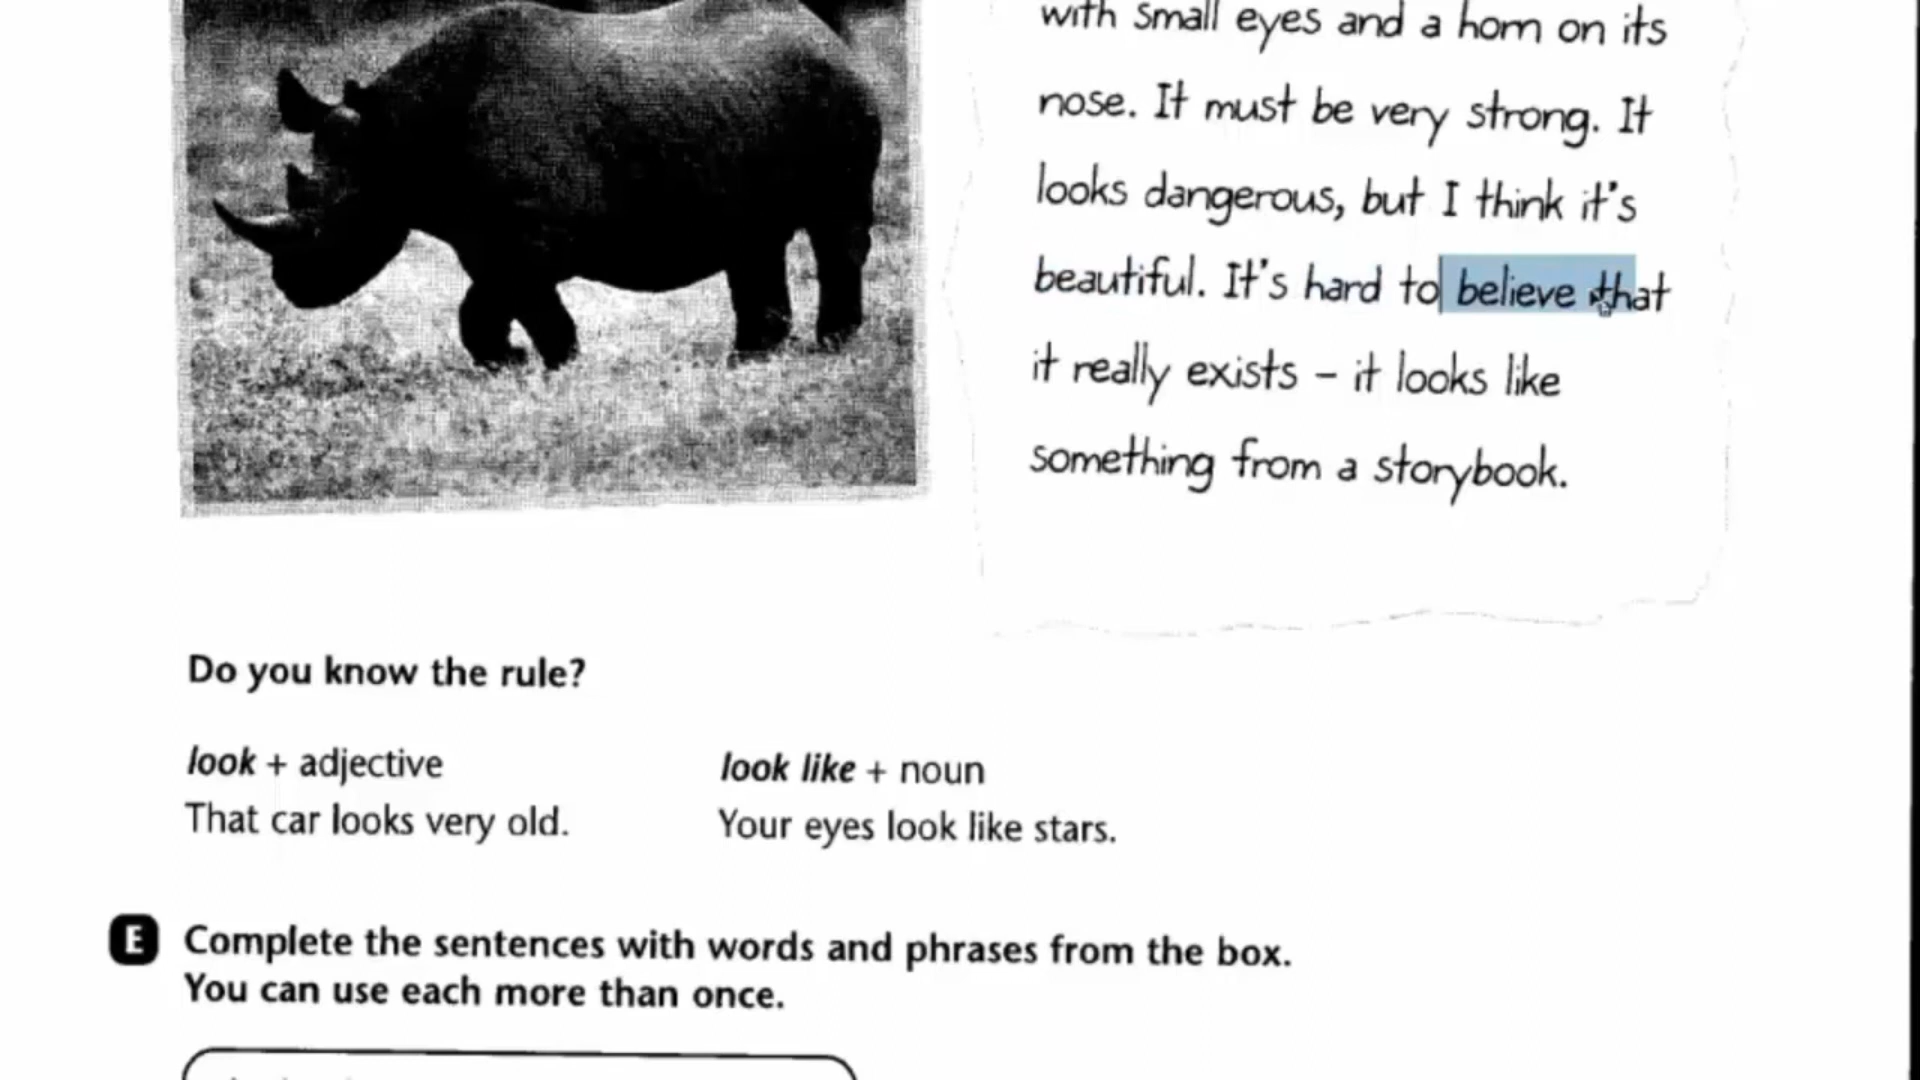 with small eyes and a horn on its
nose. It must be very strong. It
looks dangerous, but I think it's
beautiful. It's hard to believe that
it really exists – it looks like
something from a storybook.
Do you know the rule?
look + adjective
That car looks very old.
look like + noun
Your eyes look like stars.
E Complete the sentences with words and phrases from the box.
You can use each more than once.